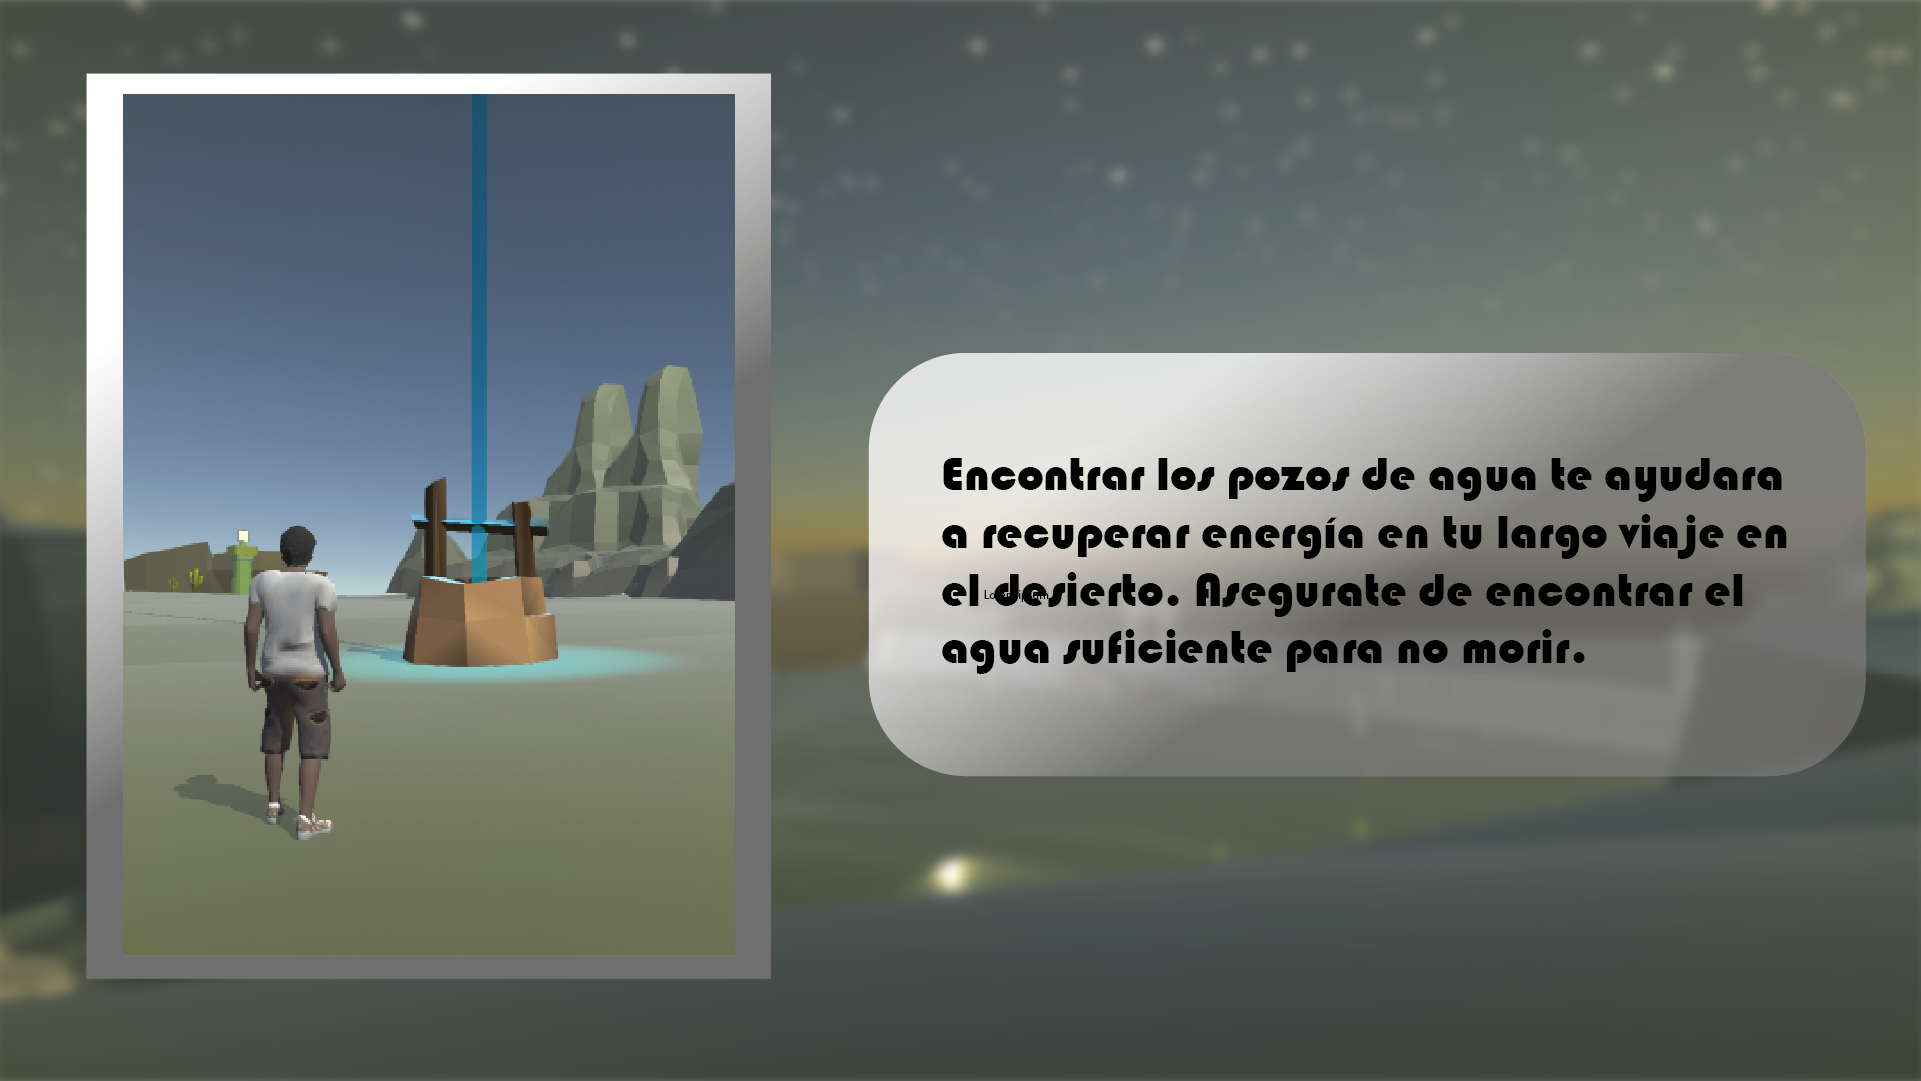 Encontrar los pozos de agua te ayudara
a recuperar energía en tu largo viaje en
el desierto. Asegurate de encontrar el
agua suficiente para no morir.